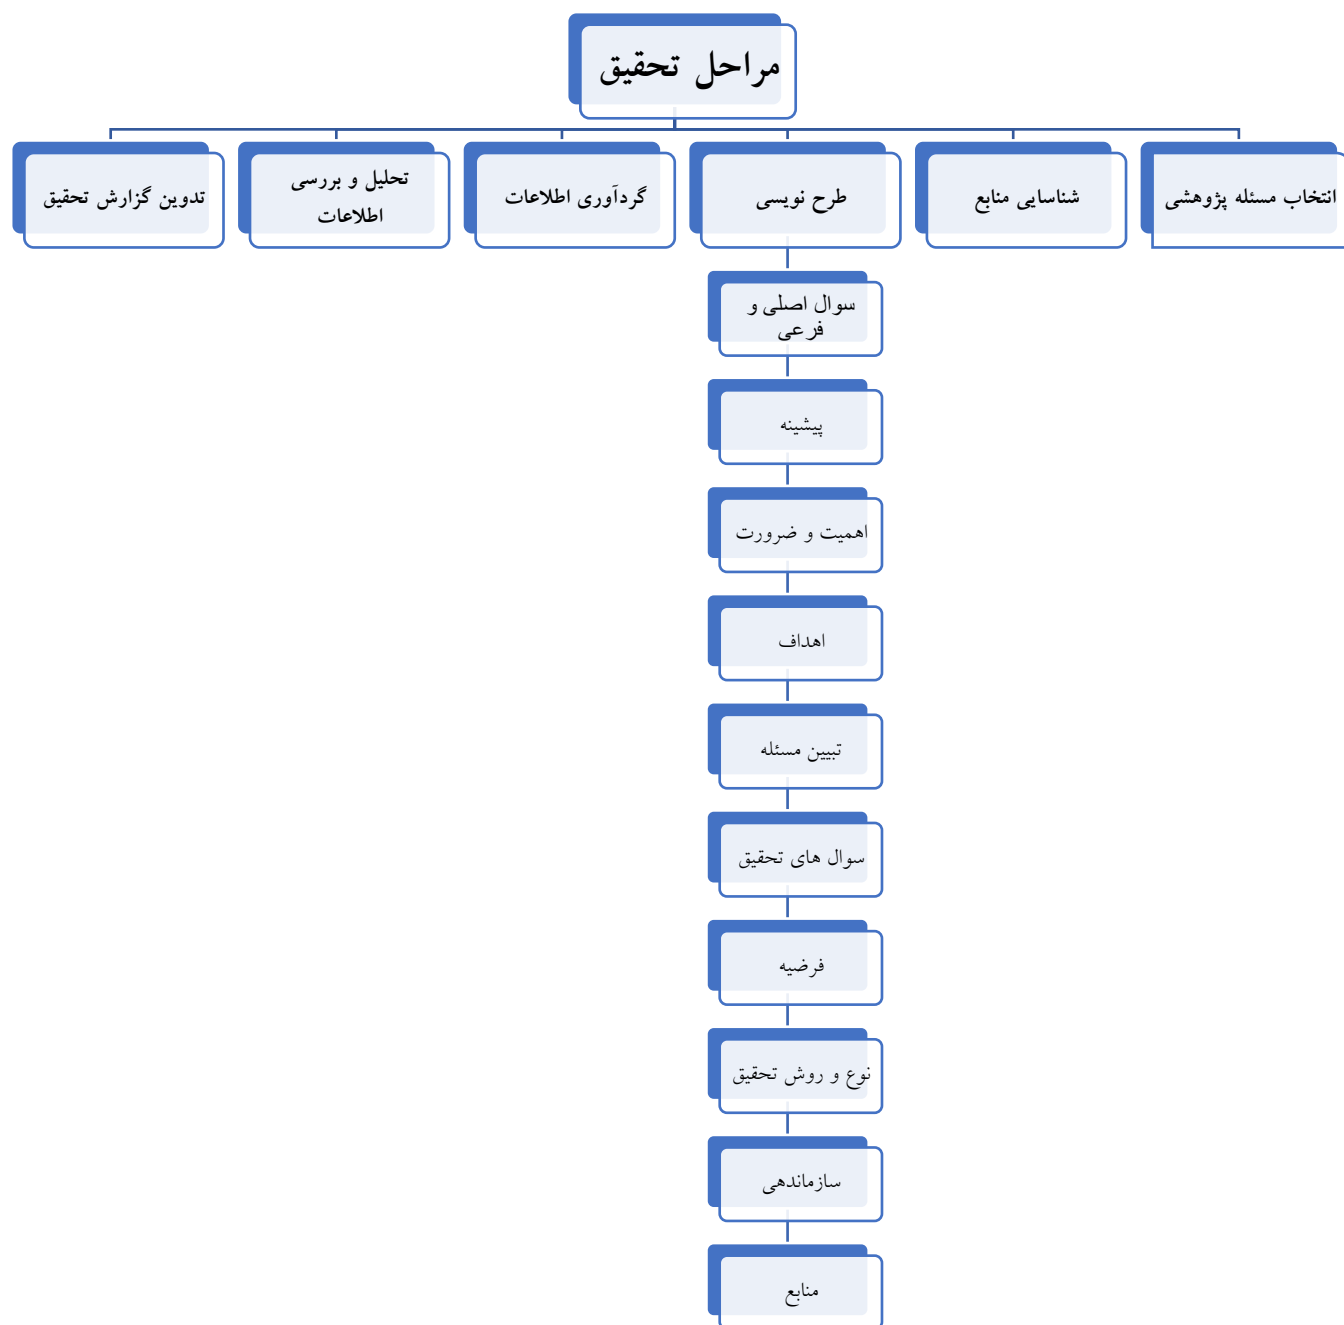 مراحل تحقیق
انتخاب مسئله پژوهشی
شناسایی منابع
طرح نویسی
گردآوری اطلاعات
تحلیل و بررسی
اطلاعات
تدوین گزارش تحقیق
سوال اصلی و
فرعی
پیشینه
اهمیت و ضرورت
اهداف
تبیین مسئله
سوال های تحقیق
فرضیه
نوع و روش تحقیق
سازماندهی
منابع